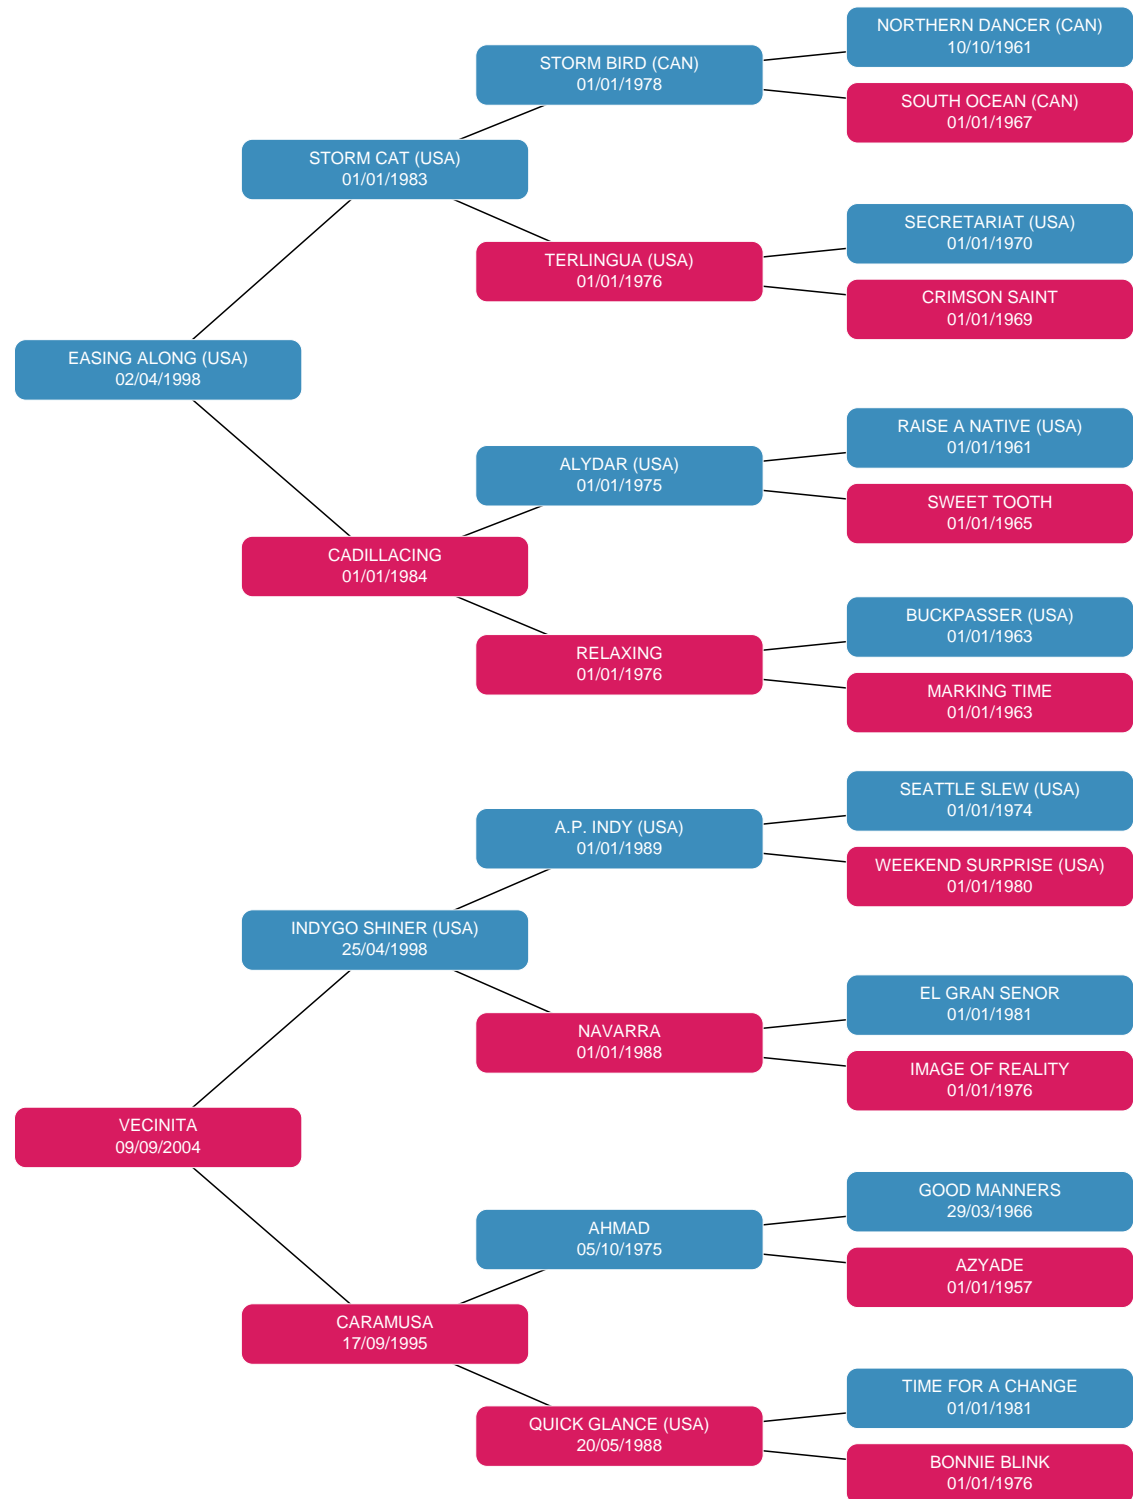 NORTHERN DANCER (CAN)
10/10/1961
STORM BIRD (CAN)
01/01/1978
SOUTH OCEAN (CAN)
01/01/1967
STORM CAT (USA)
01/01/1983
SECRETARIAT (USA)
01/01/1970
TERLINGUA (USA)
01/01/1976
CRIMSON SAINT
01/01/1969
EASING ALONG (USA)
02/04/1998
RAISE A NATIVE (USA)
01/01/1961
ALYDAR (USA)
01/01/1975
SWEET TOOTH
01/01/1965
CADILLACING
01/01/1984
BUCKPASSER (USA)
01/01/1963
RELAXING
01/01/1976
MARKING TIME
01/01/1963
SEATTLE SLEW (USA)
01/01/1974
A.P. INDY (USA)
01/01/1989
WEEKEND SURPRISE (USA)
01/01/1980
INDYGO SHINER (USA)
25/04/1998
EL GRAN SENOR
01/01/1981
NAVARRA
01/01/1988
IMAGE OF REALITY
01/01/1976
VECINITA
09/09/2004
GOOD MANNERS
29/03/1966
AHMAD
05/10/1975
AZYADE
01/01/1957
CARAMUSA
17/09/1995
TIME FOR A CHANGE
01/01/1981
QUICK GLANCE (USA)
20/05/1988
BONNIE BLINK
01/01/1976